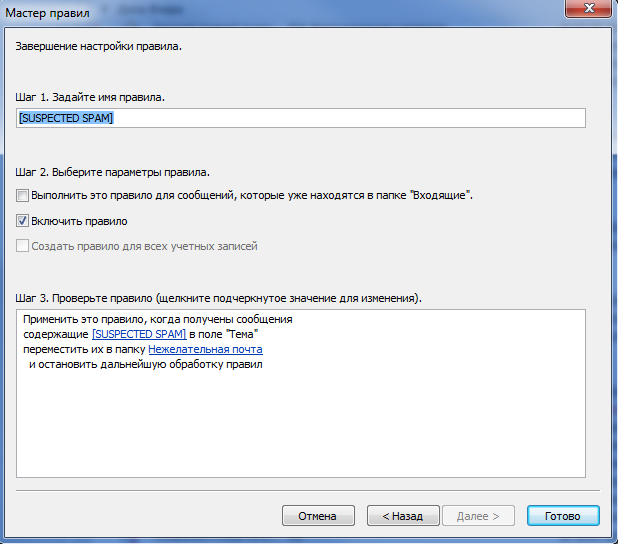 Мастер правил
Завершение настройки правила.
Шаг 1. Задайте имя правила.
[SUSPECTED SPAM]
Шаг 2. Выберите параметры правила.
Выполнить это правило для сообщений, которые уже находятся в папке "Входящие".
Включить правило
Создать правило для всех учетных записей
Шаг 3. Проверьте правило (щелкните подчеркнутое значение для изменения).
Применить это правило, когда получены сообщения
содержащие [SUSPECTED SPAM] в поле "Тема"
переместить их в папку Нежелательная почта
и остановить дальнейшую обработку правил
Отмена < Назад Далее > Готово